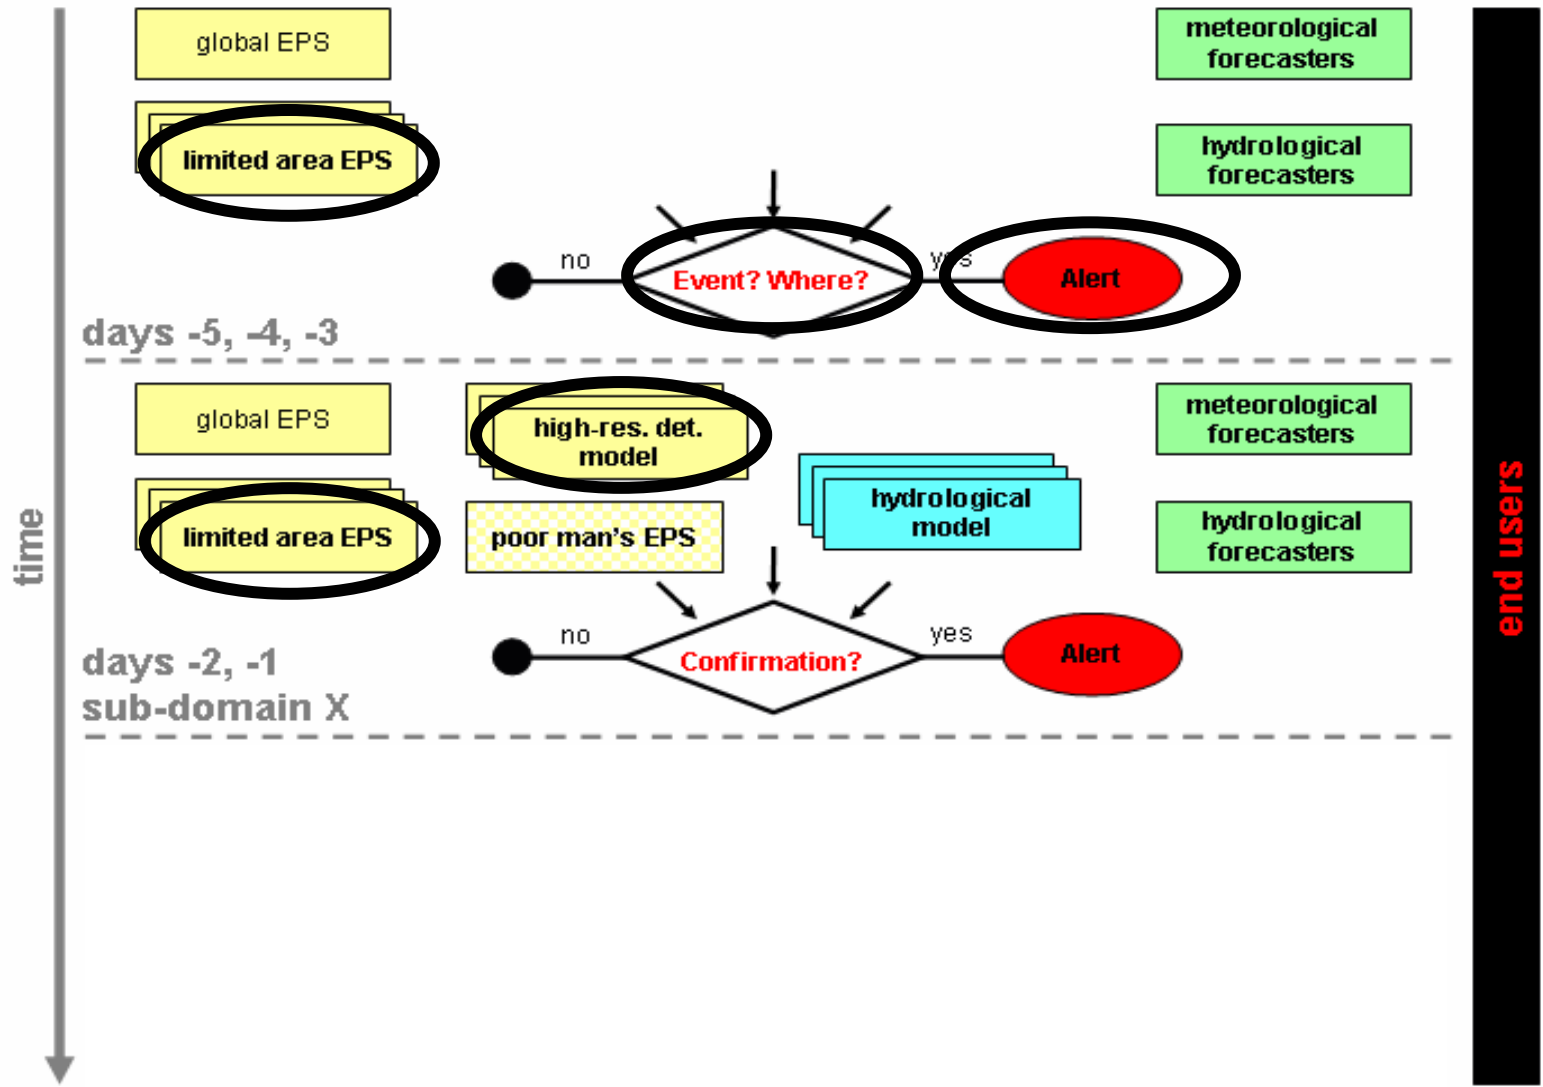 global EPS
meteorological
forecasters
limited area EPS
hydrological
forecasters
no
Event? Where?
yes
Alert
days -5, -4, -3
global EPS
high-res. det.
model
meteorological
forecasters
limited area EPS
poor man's EPS
hydrological
model
hydrological
forecasters
no
Confirmation?
yes
Alert
days -2, -1
sub-domain X
time
end users